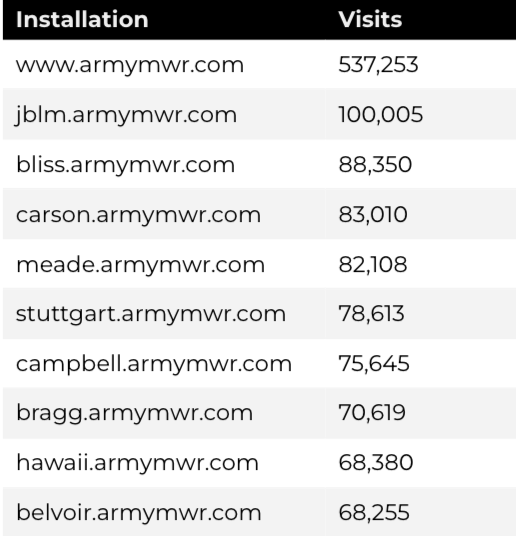 Installation Visits
www.armymwr.com 537,253
jblm.armymwr.com 100,005
bliss.armymwr.com 88,350
carson.armymwr.com 83,010
meade.armymwr.com 82,108
stuttgart.armymwr.com 78,613
campbell.armymwr.com 75,645
bragg.armymwr.com 70,619
hawaii.armymwr.com 68,380
belvoir.armymwr.com 68,255